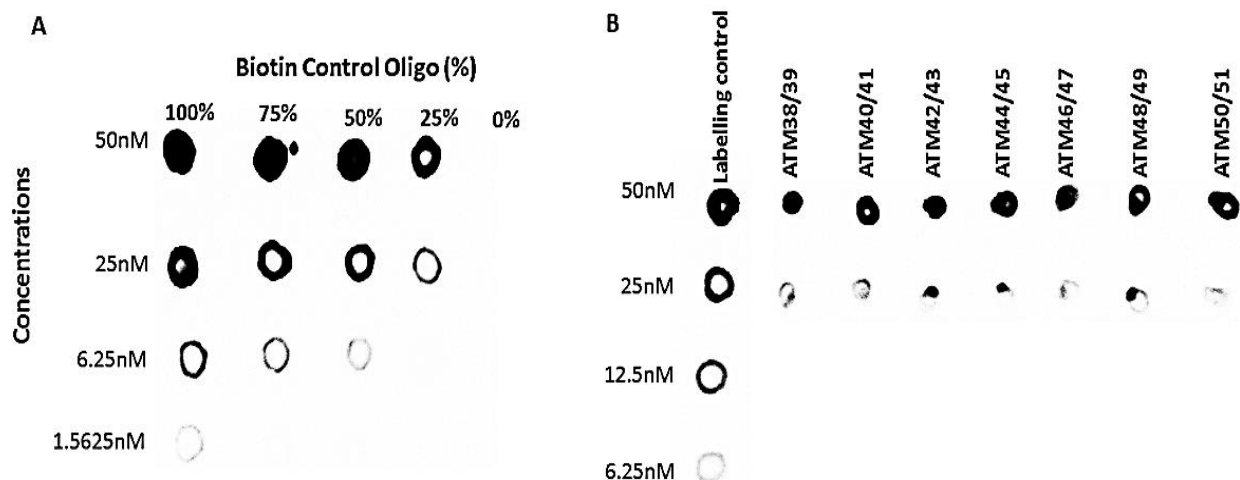 A
Biotin Control Oligo (%)
100% 75% 50% 25% 0%
Concentrations
50nM
25nM
6.25nM
1.5625nM
B
Labelling control
ATM38/39
ATM40/41
ATM42/43
ATM44/45
ATM46/47
ATM48/49
ATM50/51
50nM
25nM
12.5nM
6.25nM